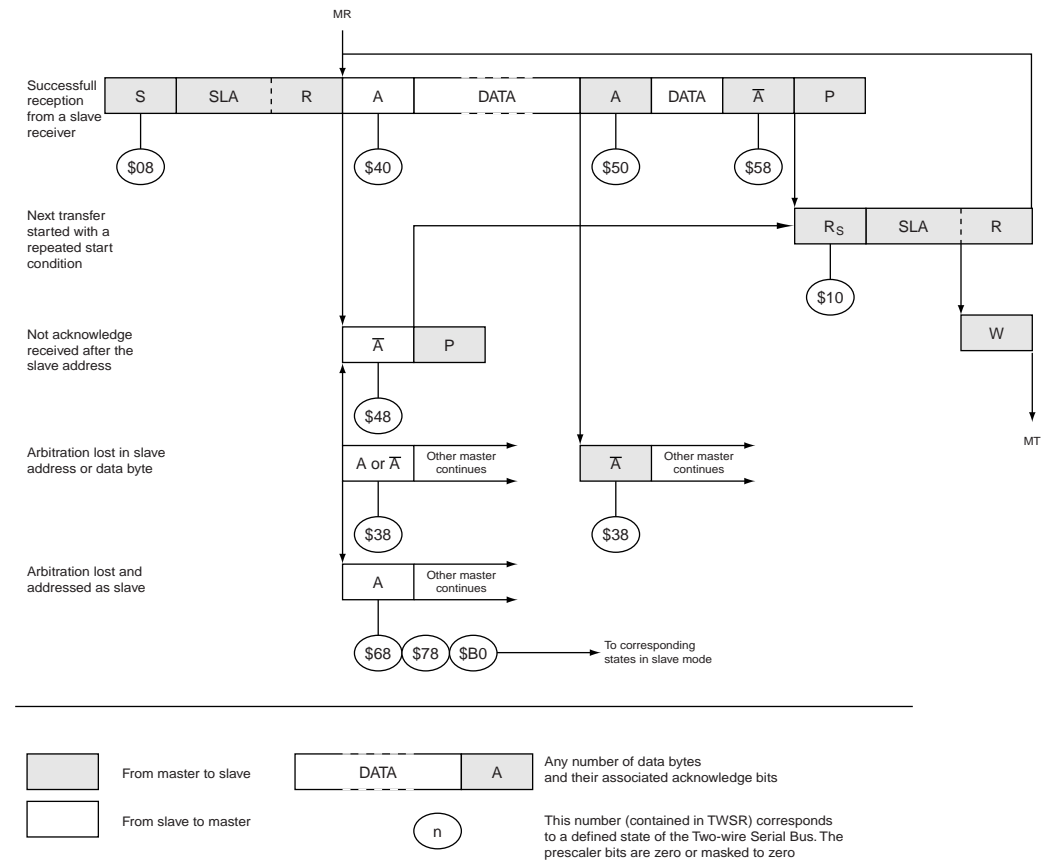 MR
Successfull
reception
from a slave
receiver
S SLA R A DATA A DATA A̅ P
$08 $40 $50 $58
Next transfer
started with a
repeated start
condition
RS SLA R
$10
Not acknowledge
received after the
slave address
A̅ P
W
$48
MT
Arbitration lost in slave
address or data byte
A or A̅
Other master
continues
A̅
Other master
continues
$38 $38
Arbitration lost and
addressed as slave
A
Other master
continues
$68 $78 $B0
To corresponding
states in slave mode
From master to slave
DATA A
Any number of data bytes
and their associated acknowledge bits
From slave to master
n
This number (contained in TWSR) corresponds
to a defined state of the Two-wire Serial Bus. The
prescaler bits are zero or masked to zero